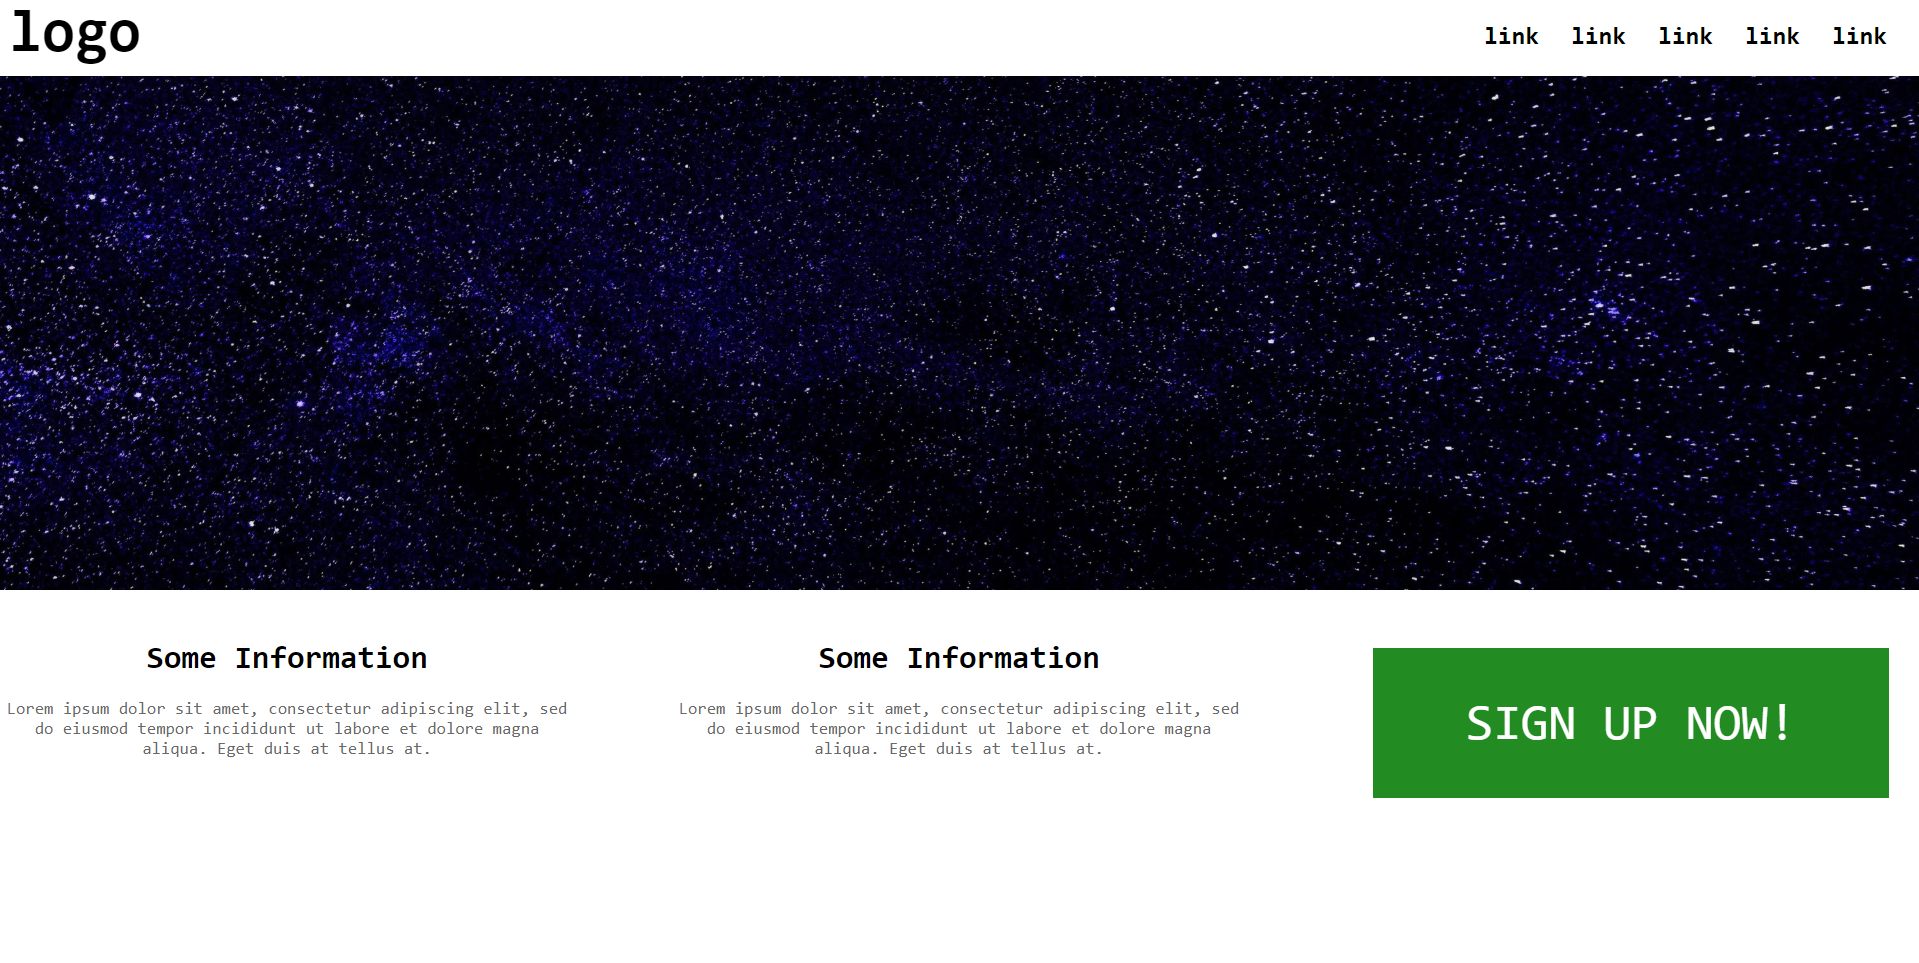 logo
link link link link link
Some Information
Lorem ipsum dolor sit amet, consectetur adipiscing elit, sed
do eiusmod tempor incididunt ut labore et dolore magna
aliqua. Eget duis at tellus at.
Some Information
Lorem ipsum dolor sit amet, consectetur adipiscing elit, sed
do eiusmod tempor incididunt ut labore et dolore magna
aliqua. Eget duis at tellus at.
SIGN UP NOW!